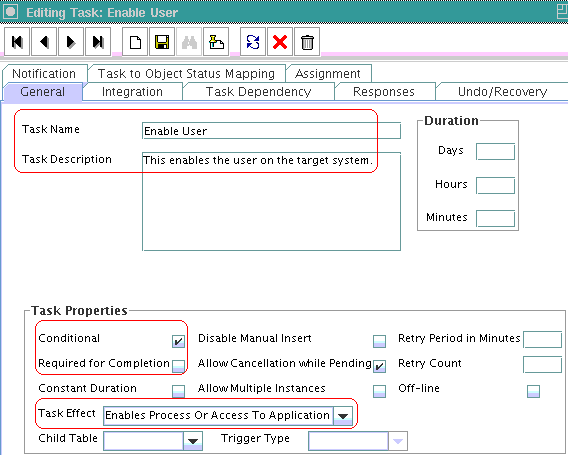 Editing Task: Enable User
Notification Task to Object Status Mapping Assignment
General Integration Task Dependency Responses Undo/Recovery
Task Name Enable User
Task Description This enables the user on the target system.
Duration
Days
Hours
Minutes
Task Properties
Conditional Disable Manual Insert Retry Period in Minutes
Required for Completion Allow Cancellation while Pending Retry Count
Constant Duration Allow Multiple Instances Off-line
Task Effect Enables Process Or Access To Application
Child Table Trigger Type